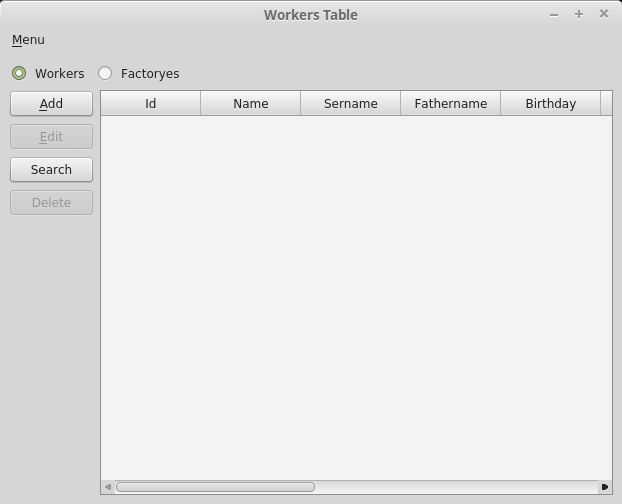 Workers Table
Menu
Workers Factoryes
Add
Edit
Search
Delete
Id Name Sername Fathername Birthday